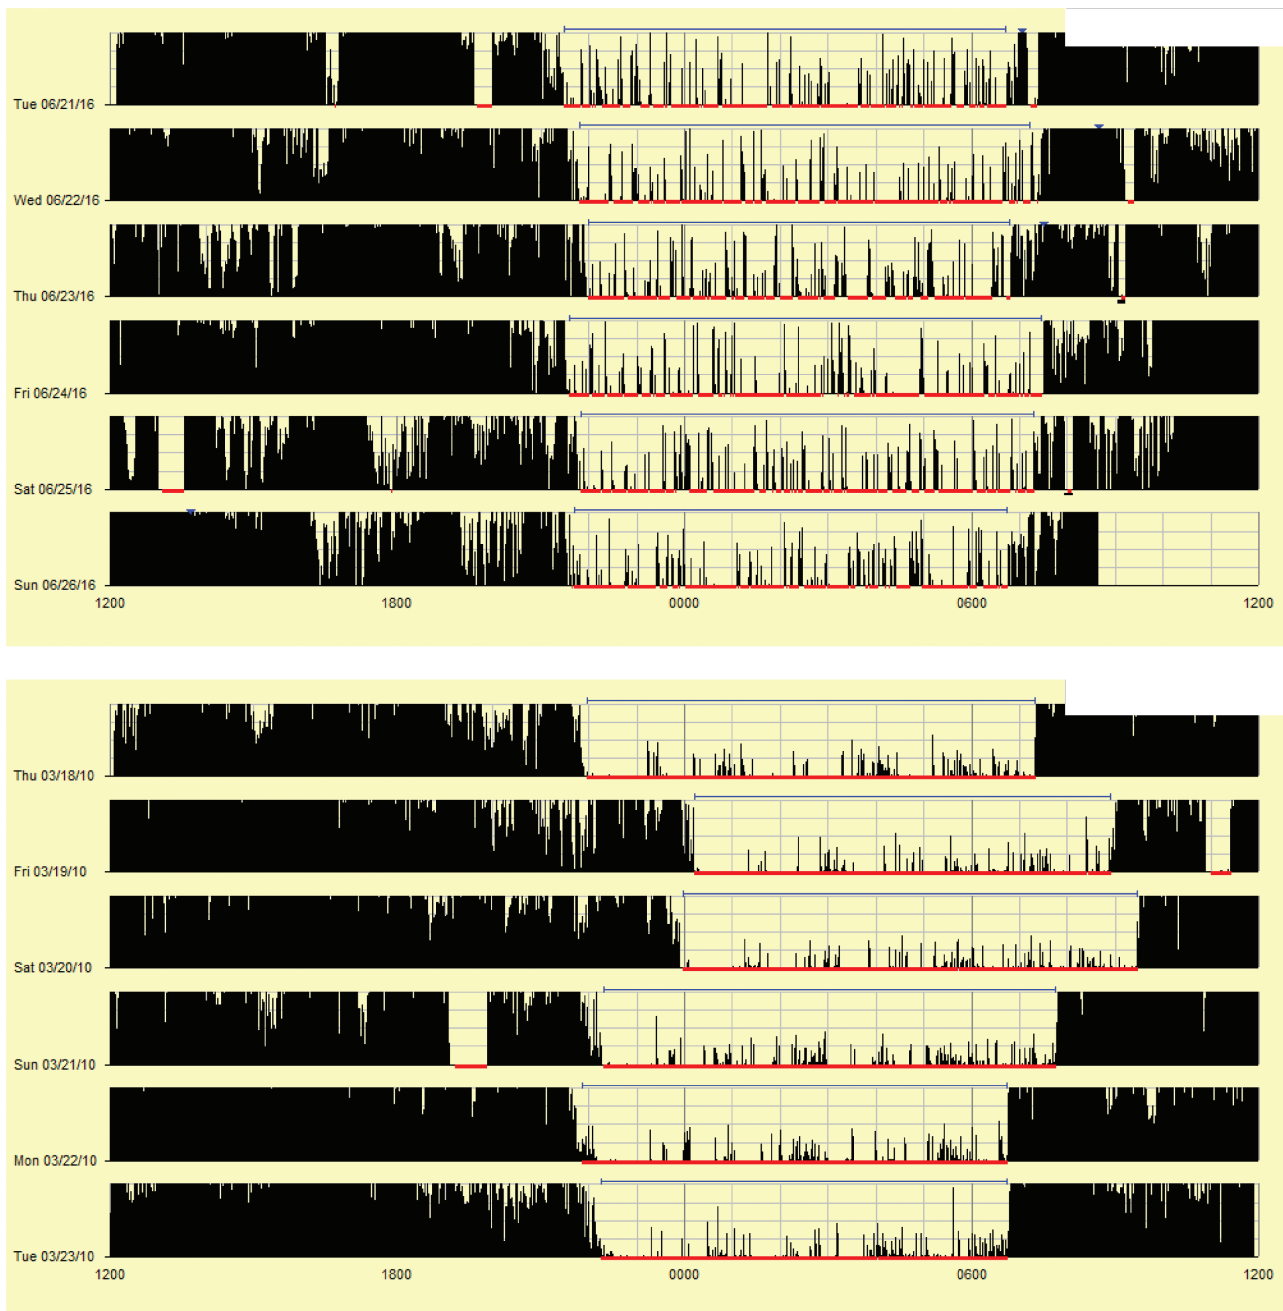 Tue 06/21/16
Wed 06/22/16
Thu 06/23/16
Fri 06/24/16
Sat 06/25/16
Sun 06/26/16
1200 1800 0000 0600 1200
Thu 03/18/10
Fri 03/19/10
Sat 03/20/10
Sun 03/21/10
Mon 03/22/10
Tue 03/23/10
1200 1800 0000 0600 1200